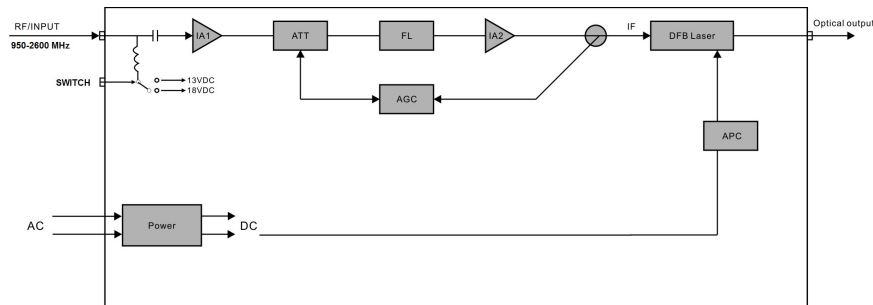 RF/INPUT
950-2600 MHz
IA1
ATT
FL
IA2
IF
DFB Laser
Optical output
SWITCH
13VDC
18VDC
AGC
APC
AC
Power
DC